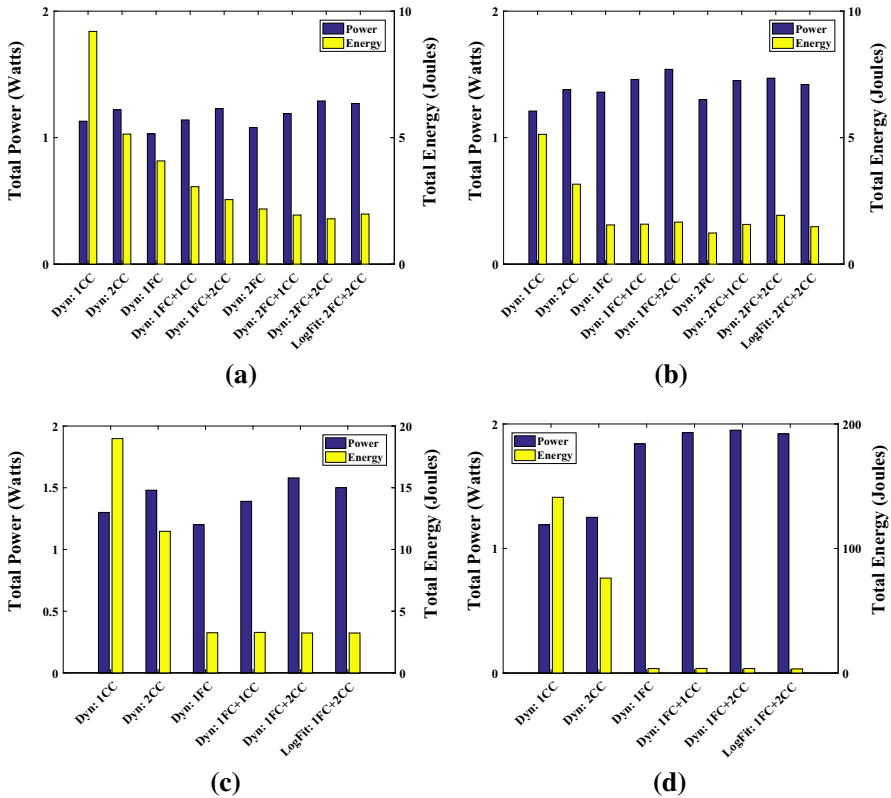 2
1
0
Total Power (Watts)
Power
Energy
10
5
0
Total Energy (Joules)
Dyn: 1CC
Dyn: 2CC
Dyn: 1FC
Dyn: 1FC+1CC
Dyn: 1FC+2CC
Dyn: 2FC
Dyn: 2FC+1CC
Dyn: 2FC+2CC
LogFit: 2FC+2CC
(a)
2
1
0
Total Power (Watts)
Power
Energy
10
5
0
Total Energy (Joules)
Dyn: 1CC
Dyn: 2CC
Dyn: 1FC
Dyn: 1FC+1CC
Dyn: 1FC+2CC
Dyn: 2FC
Dyn: 2FC+1CC
Dyn: 2FC+2CC
LogFit: 2FC+2CC
(b)
2
1.5
1
0.5
0
Total Power (Watts)
Power
Energy
20
15
10
5
0
Total Energy (Joules)
Dyn: 1CC
Dyn: 2CC
Dyn: 1FC
Dyn: 1FC+1CC
Dyn: 1FC+2CC
LogFit: 1FC+2CC
(c)
2
1
0
Total Power (Watts)
Power
Energy
200
100
0
Total Energy (Joules)
Dyn: 1CC
Dyn: 2CC
Dyn: 1FC
Dyn: 1FC+1CC
Dyn: 1FC+2CC
LogFit: 1FC+2CC
(d)